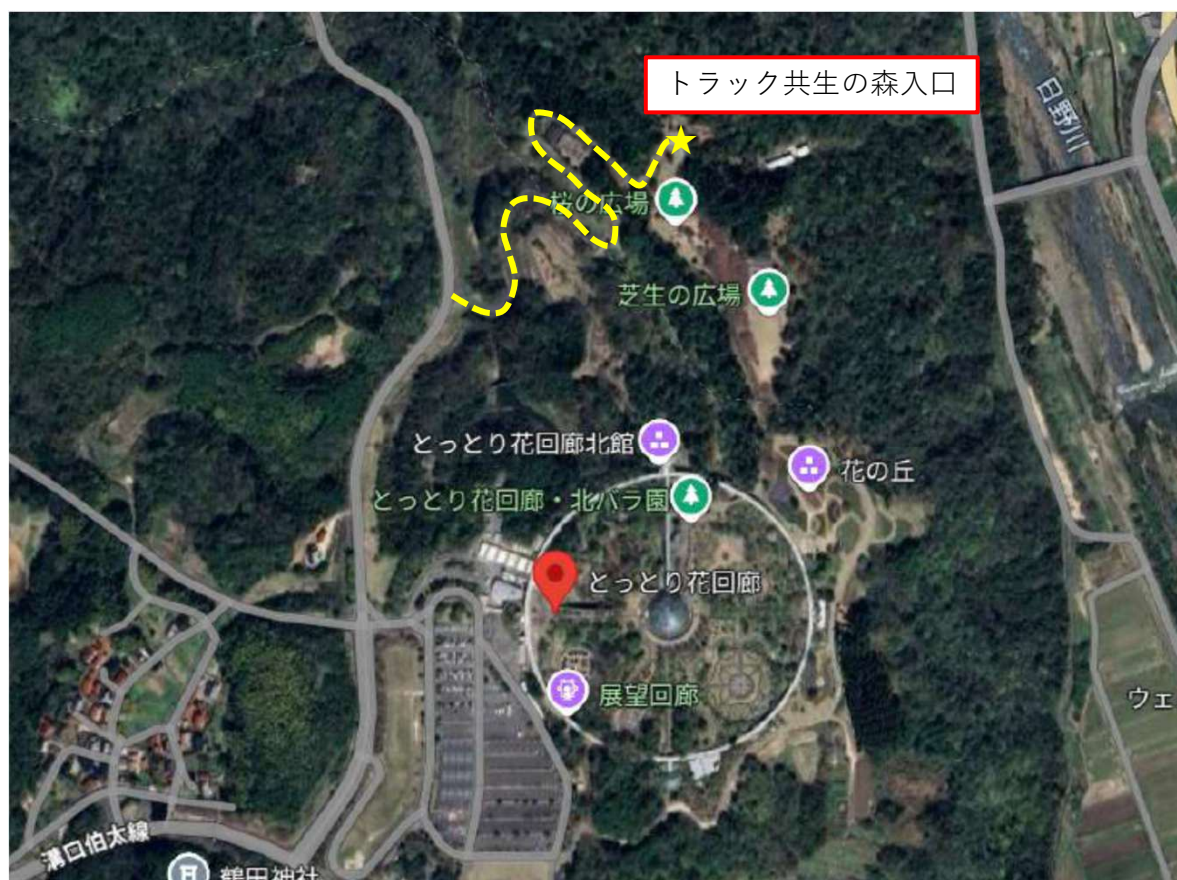 トラック共生の森入口
日野川
桜の広場
芝生の広場
とっとり花回廊北館
花の丘
とっとり花回廊・北バラ園
とっとり花回廊
展望回廊
ウェ
溝口伯太線
鶴田神社